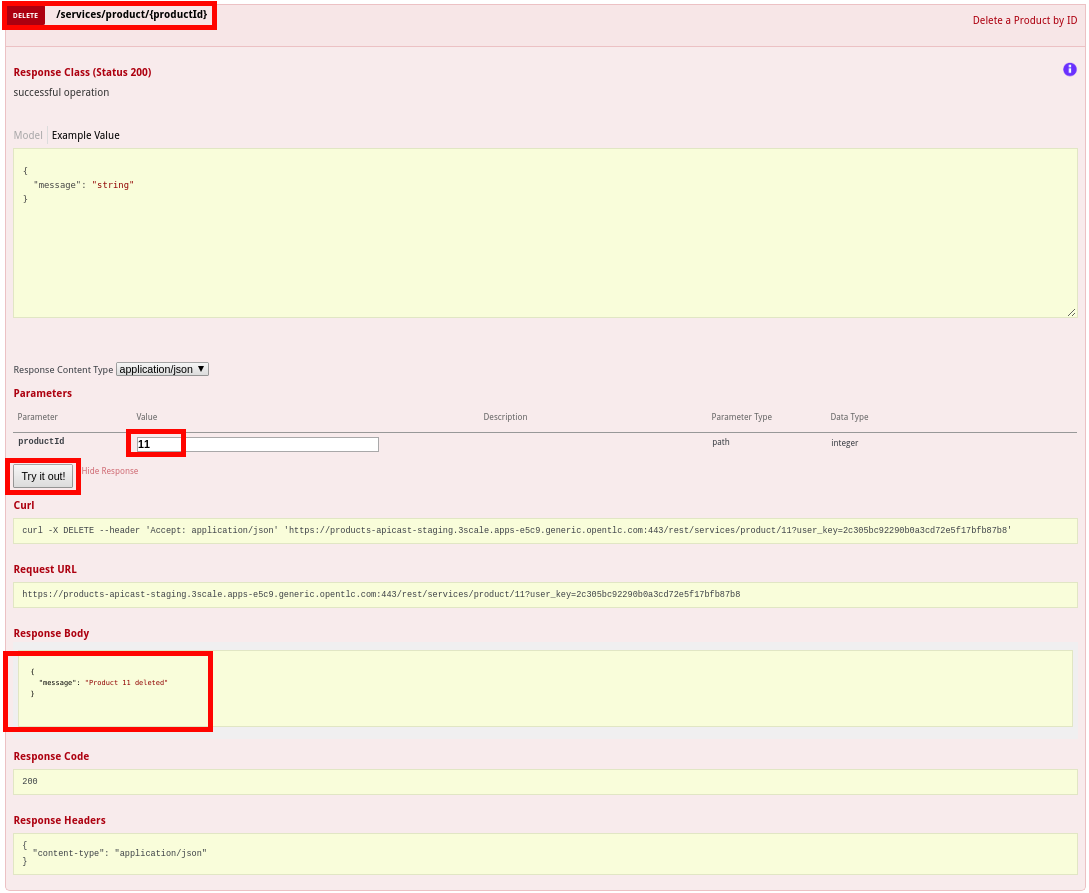 DELETE /services/product/{productId}
Delete a Product by ID
Response Class (Status 200)
successful operation
Model Example Value
{
"message": "string"
}
Response Content Type application/json
Parameters
Parameter Value Description Parameter Type Data Type
productId 11 path integer
Try it out! Hide Response
Curl
curl -X DELETE --header 'Accept: application/json' 'https://products-apicast-staging.3scale.apps-e5c9.generic.opentlc.com:443/rest/services/product/11?user_key=2c305bc92290b0a3cd72e5f17bfb87b8'
Request URL
https://products-apicast-staging.3scale.apps-e5c9.generic.opentlc.com:443/rest/services/product/11?user_key=2c305bc92290b0a3cd72e5f17bfb87b8
Response Body
{
"message": "Product 11 deleted"
}
Response Code
200
Response Headers
{
"content-type": "application/json"
}